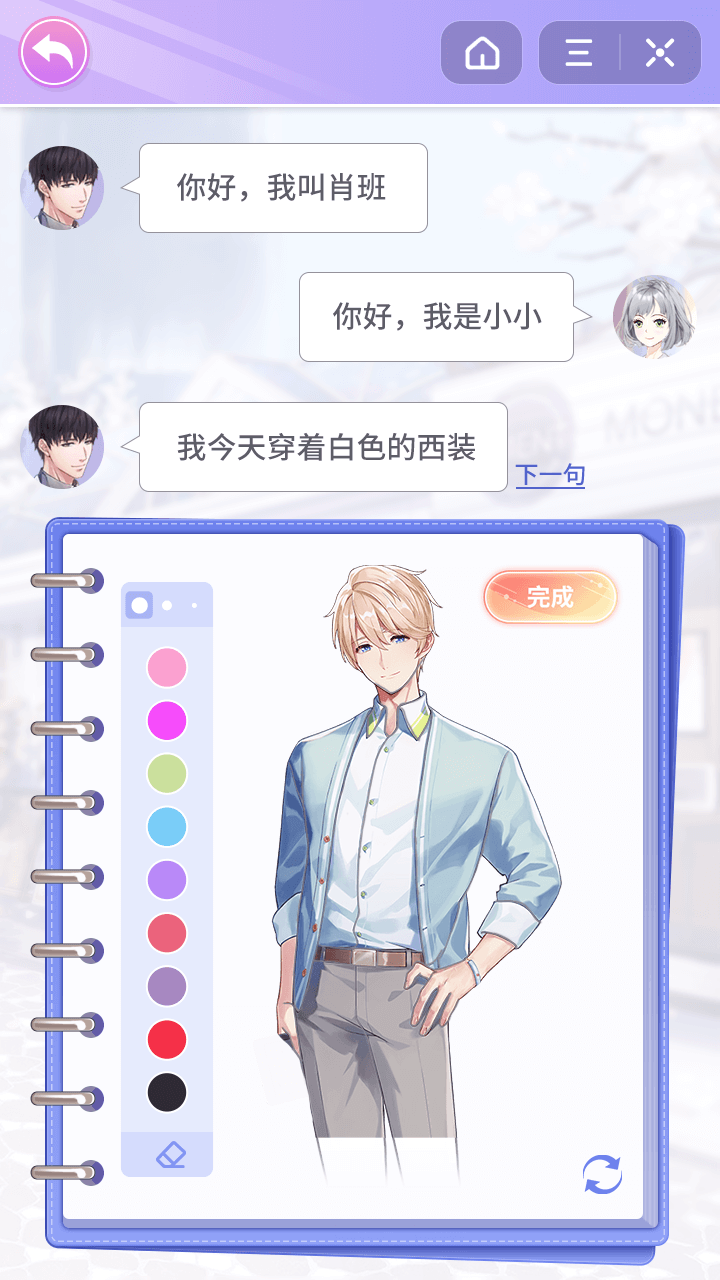 你好，我叫肖班
你好，我是小小
我今天穿着白色的西装
下一句
完成